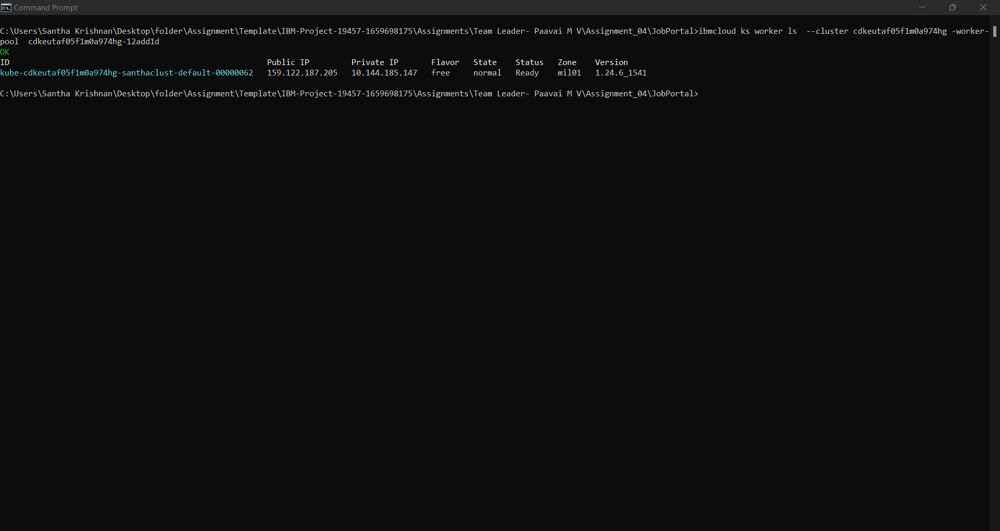 Command Prompt
C:\Users\Santha Krishnan\Desktop\folder\Assignment\Template\IBM-Project-19457-1659698175\Assignments\Team Leader- Paavai M V\Assignment_04\JobPortal>ibmcloud ks worker ls  --cluster cdkeutaf05f1m0a974hg -worker-
pool  cdkeutaf05f1m0a974hg-12add1d
OK
ID                                                       Public IP         Private IP       Flavor   State    Status   Zone    Version
kube-cdkeutaf05f1m0a974hg-santhaclust-default-00000062   159.122.187.205   10.144.185.147   free     normal   Ready    mil01   1.24.6_1541
C:\Users\Santha Krishnan\Desktop\folder\Assignment\Template\IBM-Project-19457-1659698175\Assignments\Team Leader- Paavai M V\Assignment_04\JobPortal>